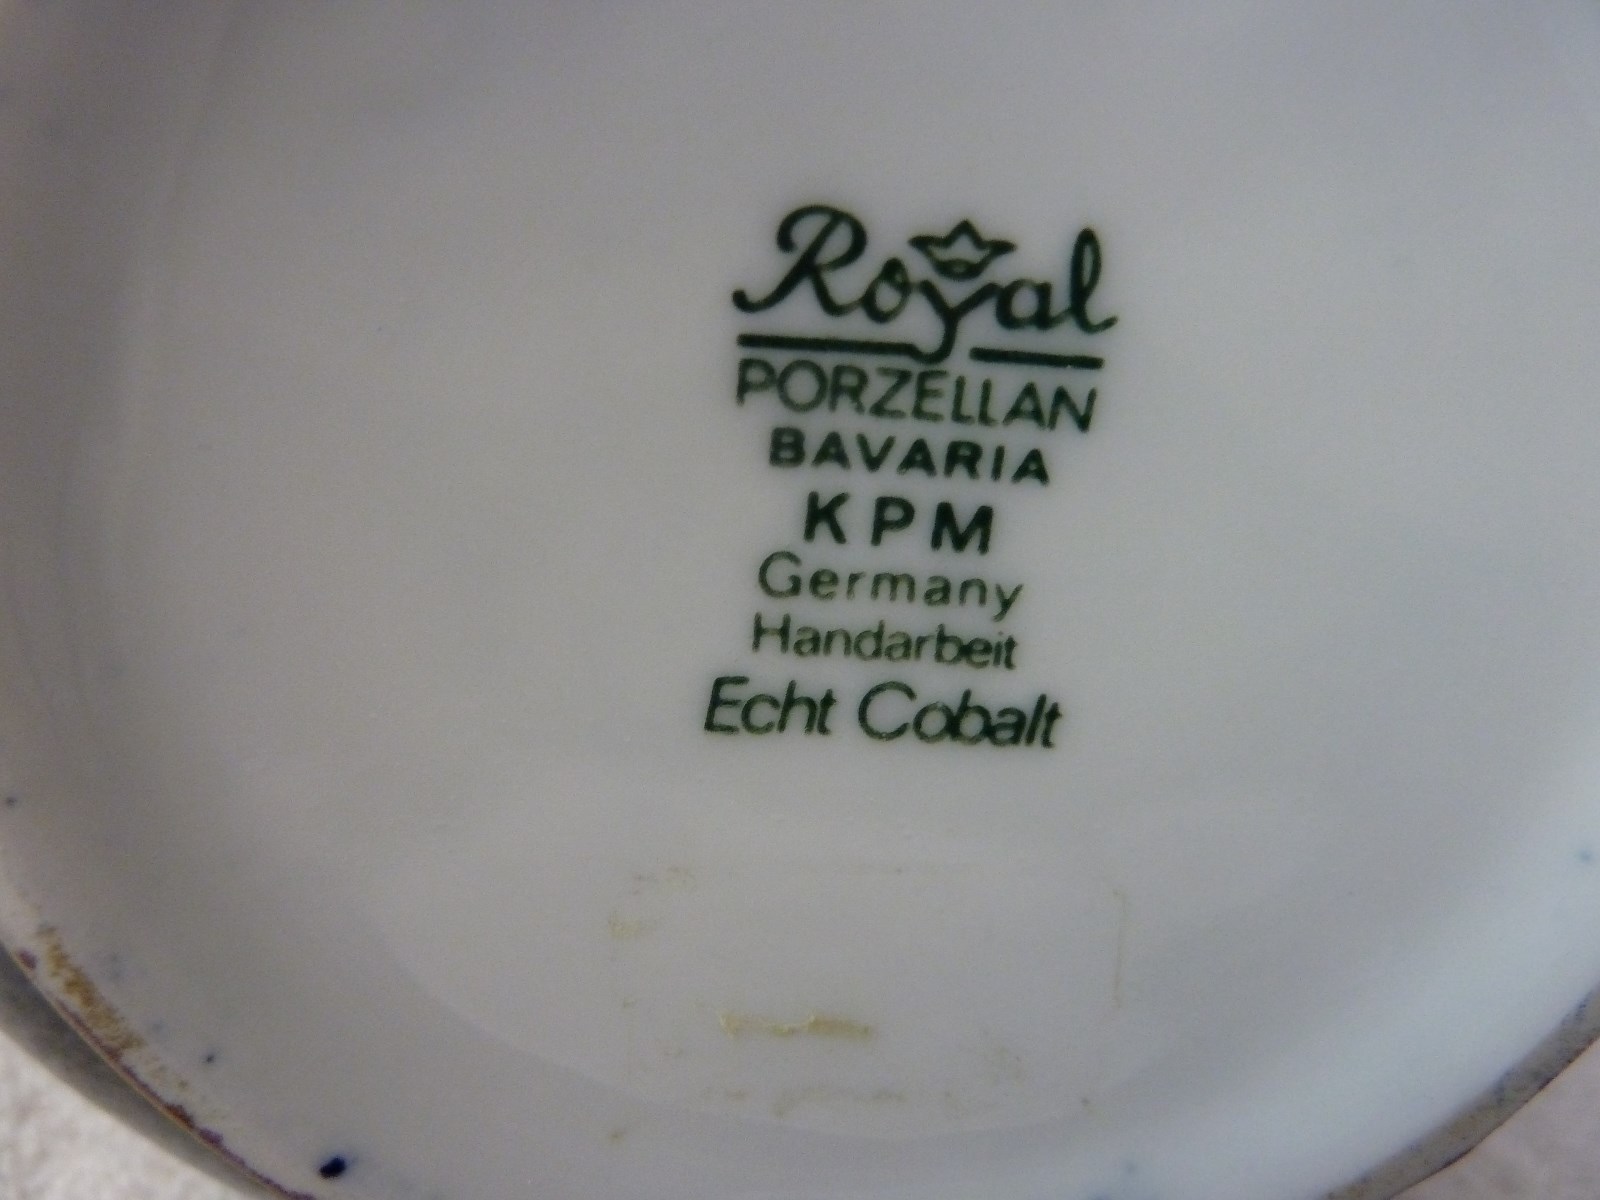 Royal
PORZELLAN
BAVARIA
KPM
Germany
Handarbeit
Echt Cobalt